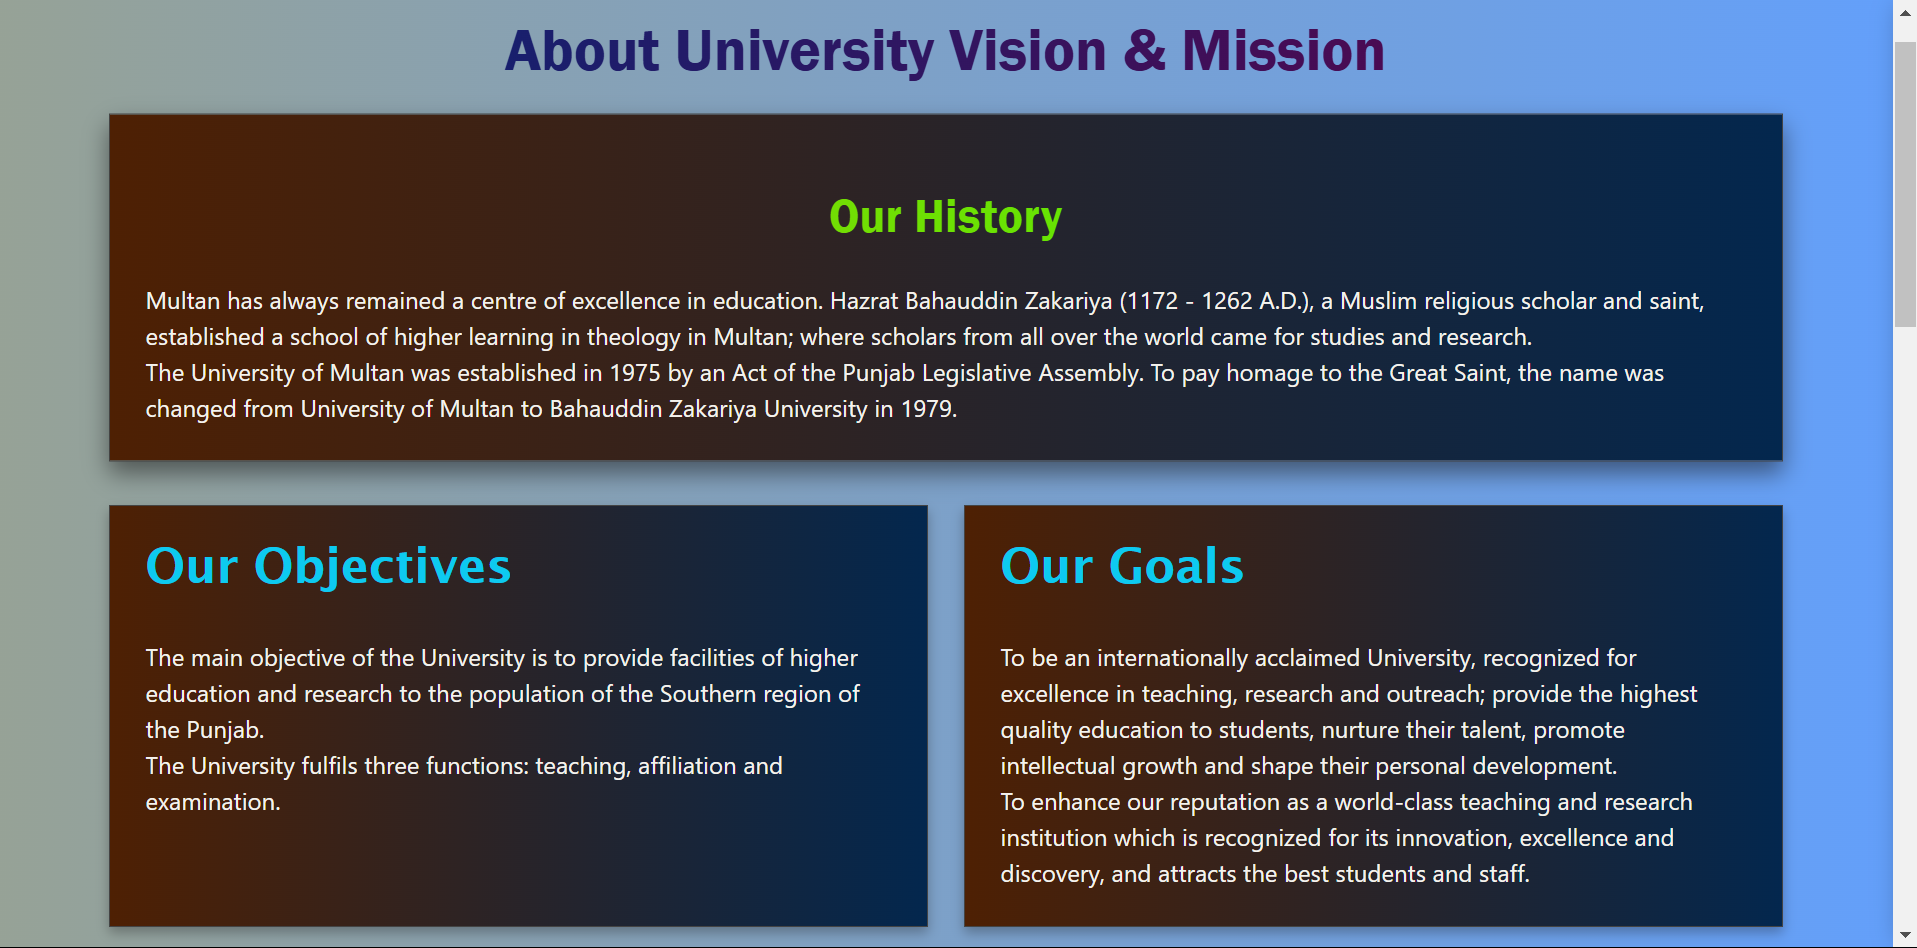 About University Vision & Mission
Our History
Multan has always remained a centre of excellence in education. Hazrat Bahauddin Zakariya (1172 - 1262 A.D.), a Muslim religious scholar and saint,
established a school of higher learning in theology in Multan; where scholars from all over the world came for studies and research.
The University of Multan was established in 1975 by an Act of the Punjab Legislative Assembly. To pay homage to the Great Saint, the name was
changed from University of Multan to Bahauddin Zakariya University in 1979.
Our Objectives
The main objective of the University is to provide facilities of higher
education and research to the population of the Southern region of
the Punjab.
The University fulfils three functions: teaching, affiliation and
examination.
Our Goals
To be an internationally acclaimed University, recognized for
excellence in teaching, research and outreach; provide the highest
quality education to students, nurture their talent, promote
intellectual growth and shape their personal development.
To enhance our reputation as a world-class teaching and research
institution which is recognized for its innovation, excellence and
discovery, and attracts the best students and staff.